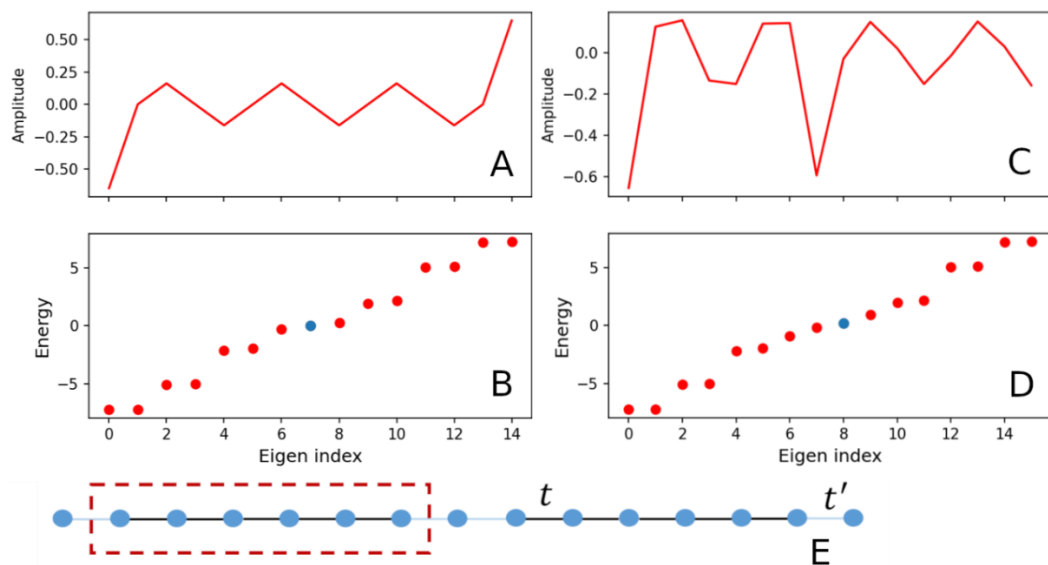 0.50
0.25
0.00
−0.25
−0.50
Amplitude
A
0.0
−0.2
−0.4
−0.6
Amplitude
C
5
0
−5
Energy
B
0 2 4 6 8 10 12 14
Eigen index
5
0
−5
Energy
D
0 2 4 6 8 10 12 14
Eigen index
t
t′
E